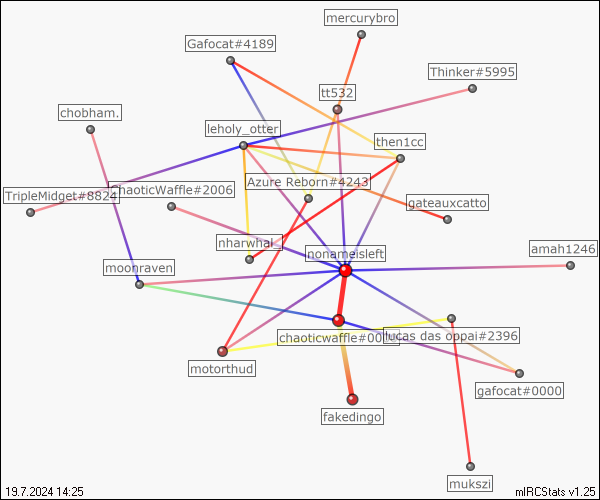 mercurybro
Gafocat#4189
Thinker#5995
tt532
chobham.
leholy_otter
then1cc
Azure Reborn#4243
ChaoticWaffle#2006
TripleMidget#8824
gateauxcatto
nharwhal_
nonameisleft
amah1246
moonraven
chaoticwaffle#00
lucas das oppai#2396
motorthud
gafocat#0000
fakedingo
mukszi
19.7.2024 14:25
mIRCStats v1.25